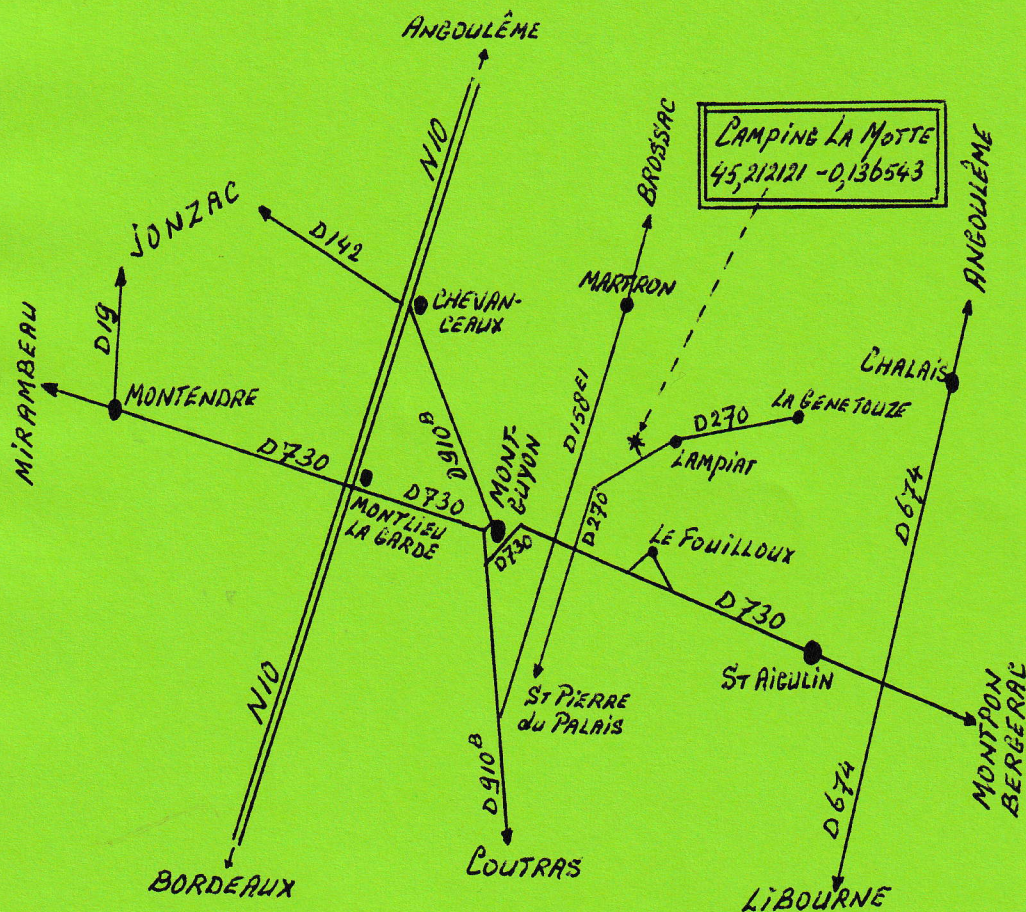 ANGOULÊME
N10
BROSSAC
CAMPING LA MOTTE
45,212121 -0,136543
ANGOULÊME
JONZAC
D142
D19
MIRAMBEAU
CHEVAN-
CEAUX
MARTRON
CHALAIS
MONTENDRE
LA GENETOUZE
D270
LAMPIAT
D158E1
D910B
MONT-
GUYON
D730
D730
MONTLIEU
LA GARDE
D730
D270
LE FOUILLOUX
D674
D730
ST AIGULIN
N10
ST PIERRE
du PALAIS
MONTPON
BERGERAC
D910B
D674
COUTRAS
BORDEAUX
LIBOURNE